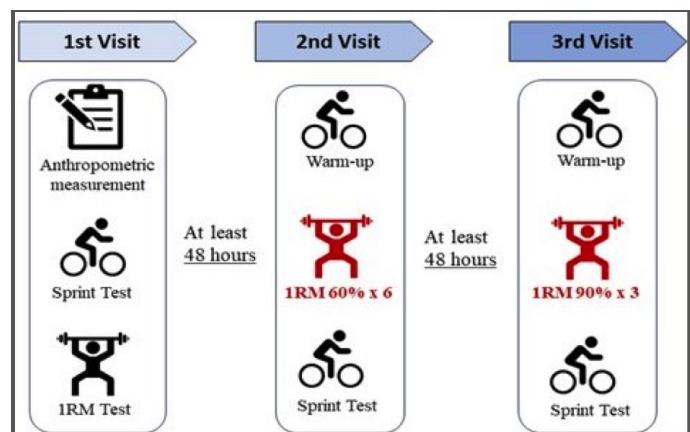 1st Visit
2nd Visit
3rd Visit
Anthropometric
measurement
Sprint Test
1RM Test
At least
48 hours
Warm-up
1RM 60% x 6
Sprint Test
At least
48 hours
Warm-up
1RM 90% x 3
Sprint Test